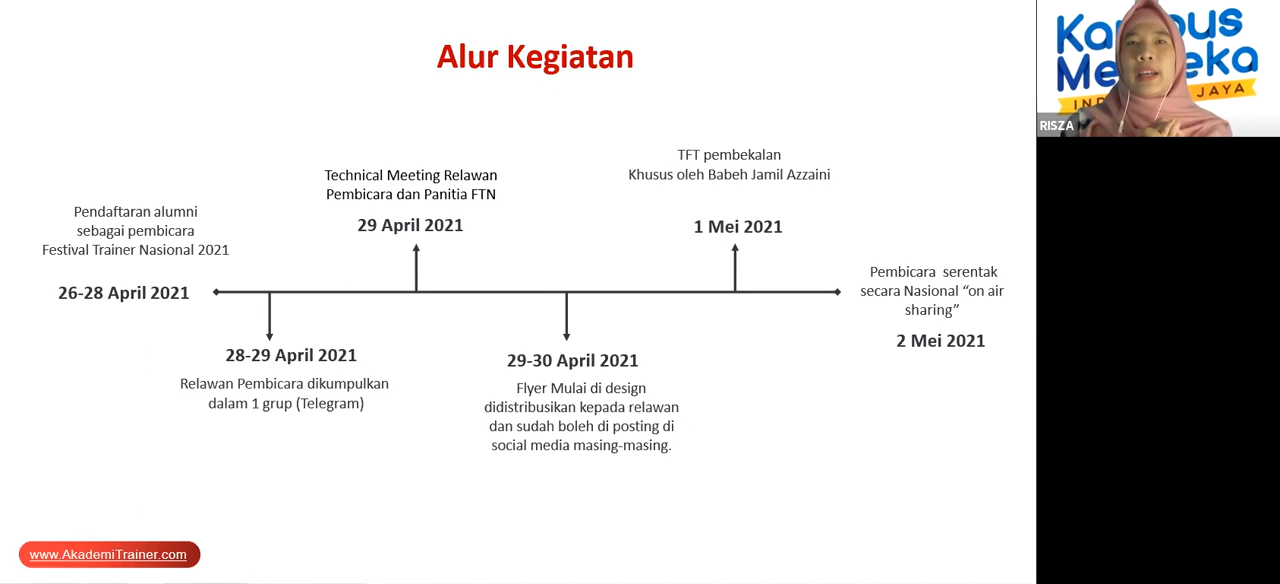 Alur Kegiatan
Pendaftaran alumni
sebagai pembicara
Festival Trainer Nasional 2021
26-28 April 2021
28-29 April 2021
Relawan Pembicara dikumpulkan
dalam 1 grup (Telegram)
Technical Meeting Relawan
Pembicara dan Panitia FTN
29 April 2021
29-30 April 2021
Flyer Mulai di design
didistribusikan kepada relawan
dan sudah boleh di posting di
social media masing-masing.
TFT pembekalan
Khusus oleh Babeh Jamil Azzaini
1 Mei 2021
Pembicara serentak
secara Nasional “on air
sharing”
2 Mei 2021
www.AkademiTrainer.com
RISZA
JAYA